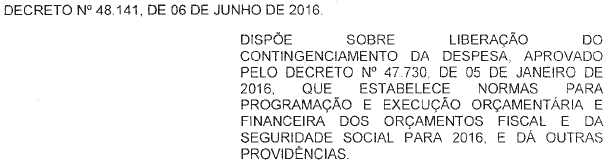 DECRETO Nº 48.141, DE 06 DE JUNHO DE 2016.
DISPÕE SOBRE LIBERAÇÃO DO
CONTINGENCIAMENTO DA DESPESA, APROVADO
PELO DECRETO Nº 47.730, DE 05 DE JANEIRO DE
2016, QUE ESTABELECE NORMAS PARA
PROGRAMAÇÃO E EXECUÇÃO ORÇAMENTÁRIA E
FINANCEIRA DOS ORÇAMENTOS FISCAL E DA
SEGURIDADE SOCIAL PARA 2016, E DÁ OUTRAS
PROVIDÊNCIAS.